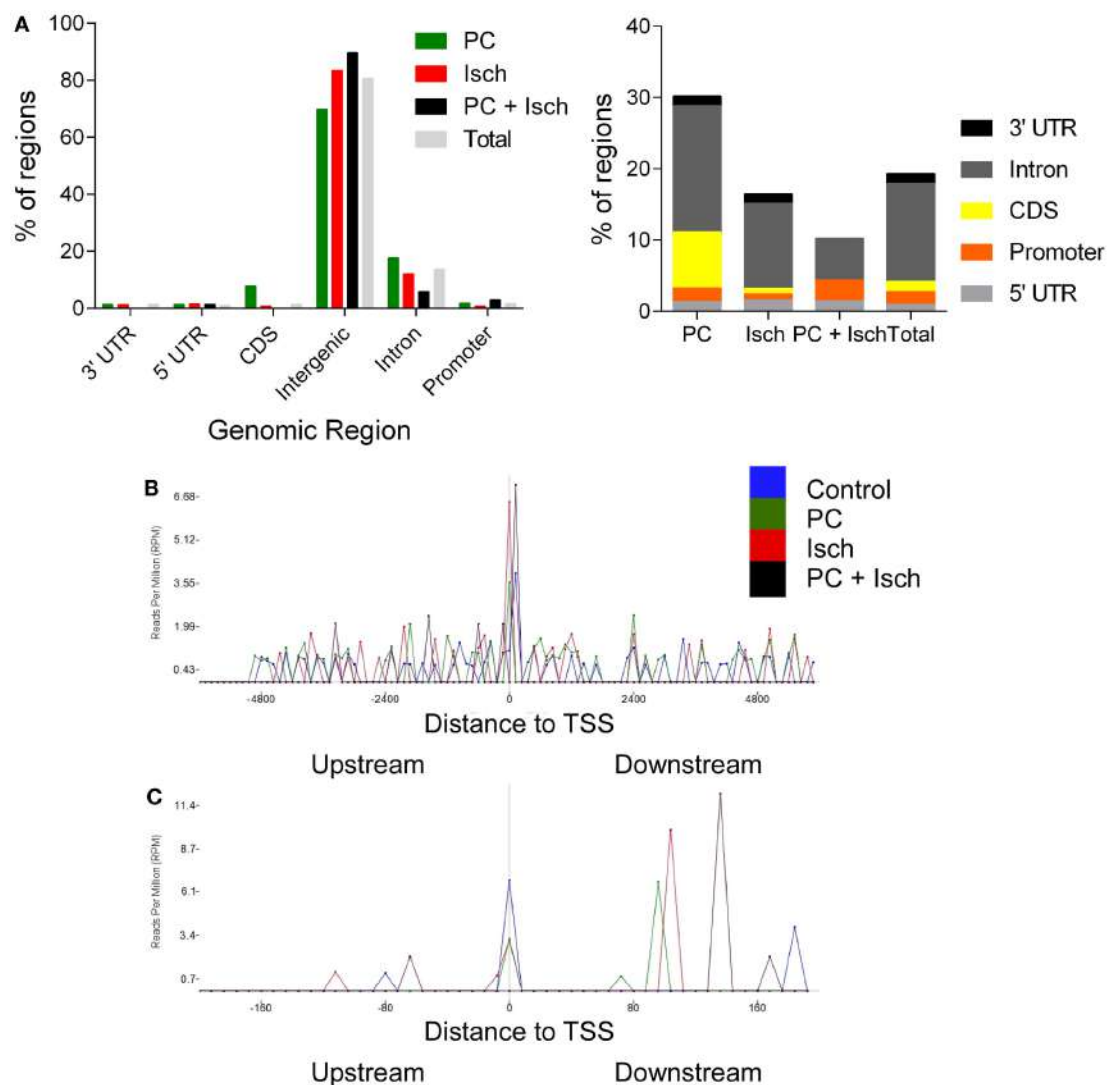 A
100
80
60
40
20
0
% of regions
PC
Isch
PC + Isch
Total
3' UTR
5' UTR
CDS
Intergenic
Intron
Promoter
Genomic Region
40
30
20
10
0
% of regions
PC Isch PC + Isch Total
3' UTR
Intron
CDS
Promoter
5' UTR
B
6.68
5.12
3.55
1.99
0.43
Reads Per Million (RPM)
-4800 -2400 0 2400 4800
Distance to TSS
Upstream Downstream
Control
PC
Isch
PC + Isch
C
11.4
8.7
6.1
3.4
0.7
Reads Per Million (RPM)
-160 -80 0 80 160
Distance to TSS
Upstream Downstream